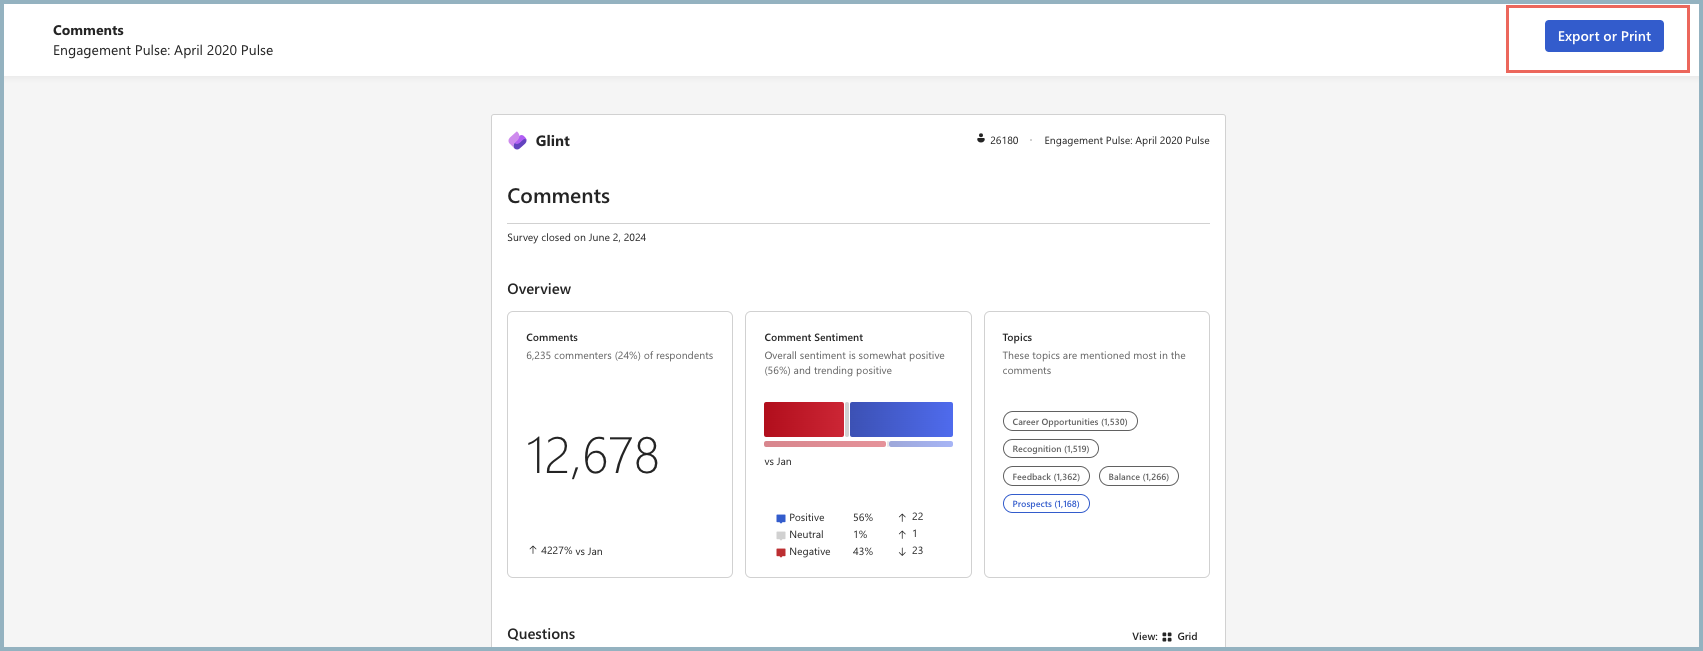 Comments
Engagement Pulse: April 2020 Pulse
Export or Print
Glint
26180 · Engagement Pulse: April 2020 Pulse
Comments
Survey closed on June 2, 2024
Overview
Comments
6,235 commenters (24%) of respondents
12,678
↑ 4227% vs Jan
Comment Sentiment
Overall sentiment is somewhat positive
(56%) and trending positive
vs Jan
Positive 56% ↑ 22
Neutral 1% ↑ 1
Negative 43% ↓ 23
Topics
These topics are mentioned most in the
comments
Career Opportunities (1,530)
Recognition (1,519)
Feedback (1,362) Balance (1,266)
Prospects (1,168)
Questions
View: Grid